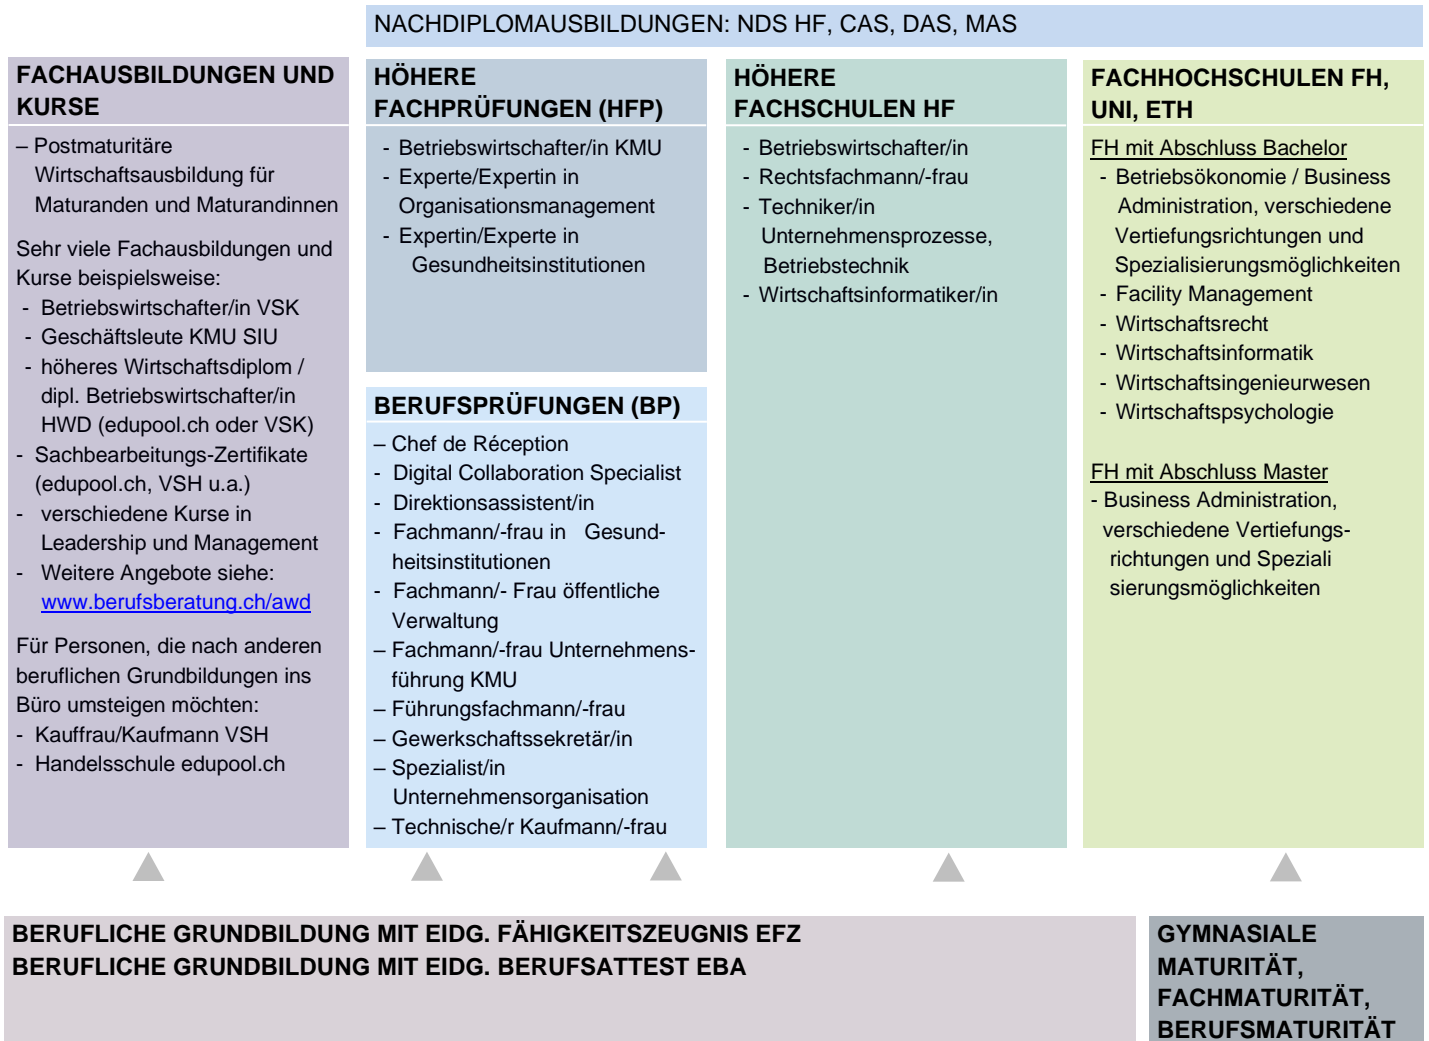 NACHDIPLOMAUSBILDUNGEN: NDS HF, CAS, DAS, MAS
FACHAUSBILDUNGEN UND
KURSE
– Postmaturitäre
Wirtschaftsausbildung für
Maturanden und Maturandinnen
Sehr viele Fachausbildungen und
Kurse beispielsweise:
- Betriebswirtschafter/in VSK
- Geschäftsleute KMU SIU
- höheres Wirtschaftsdiplom /
dipl. Betriebswirtschafter/in
HWD (edupool.ch oder VSK)
- Sachbearbeitungs-Zertifikate
(edupool.ch, VSH u.a.)
- verschiedene Kurse in
Leadership und Management
- Weitere Angebote siehe:
www.berufsberatung.ch/awd
Für Personen, die nach anderen
beruflichen Grundbildungen ins
Büro umsteigen möchten:
- Kauffrau/Kaufmann VSH
- Handelsschule edupool.ch
HÖHERE
FACHPRÜFUNGEN (HFP)
- Betriebswirtschafter/in KMU
- Experte/Expertin in
Organisationsmanagement
- Expertin/Experte in
Gesundheitsinstitutionen
BERUFSPRÜFUNGEN (BP)
– Chef de Réception
- Digital Collaboration Specialist
- Direktionsassistent/in
- Fachmann/-frau in Gesund-
heitsinstitutionen
- Fachmann/- Frau öffentliche
Verwaltung
– Fachmann/-frau Unternehmens-
führung KMU
– Führungsfachmann/-frau
– Gewerkschaftssekretär/in
– Spezialist/in
Unternehmensorganisation
– Technische/r Kaufmann/-frau
HÖHERE
FACHSCHULEN HF
- Betriebswirtschafter/in
- Rechtsfachmann/-frau
- Techniker/in
Unternehmensprozesse,
Betriebstechnik
- Wirtschaftsinformatiker/in
FACHHOCHSCHULEN FH,
UNI, ETH
FH mit Abschluss Bachelor
- Betriebsökonomie / Business
Administration, verschiedene
Vertiefungsrichtungen und
Spezialisierungsmöglichkeiten
- Facility Management
- Wirtschaftsrecht
- Wirtschaftsinformatik
- Wirtschaftsingenieurwesen
- Wirtschaftspsychologie
FH mit Abschluss Master
- Business Administration,
verschiedene Vertiefungs-
richtungen und Speziali
sierungsmöglichkeiten
BERUFLICHE GRUNDBILDUNG MIT EIDG. FÄHIGKEITSZEUGNIS EFZ
BERUFLICHE GRUNDBILDUNG MIT EIDG. BERUFSATTEST EBA
GYMNASIALE
MATURITÄT,
FACHMATURITÄT,
BERUFSMATURITÄT